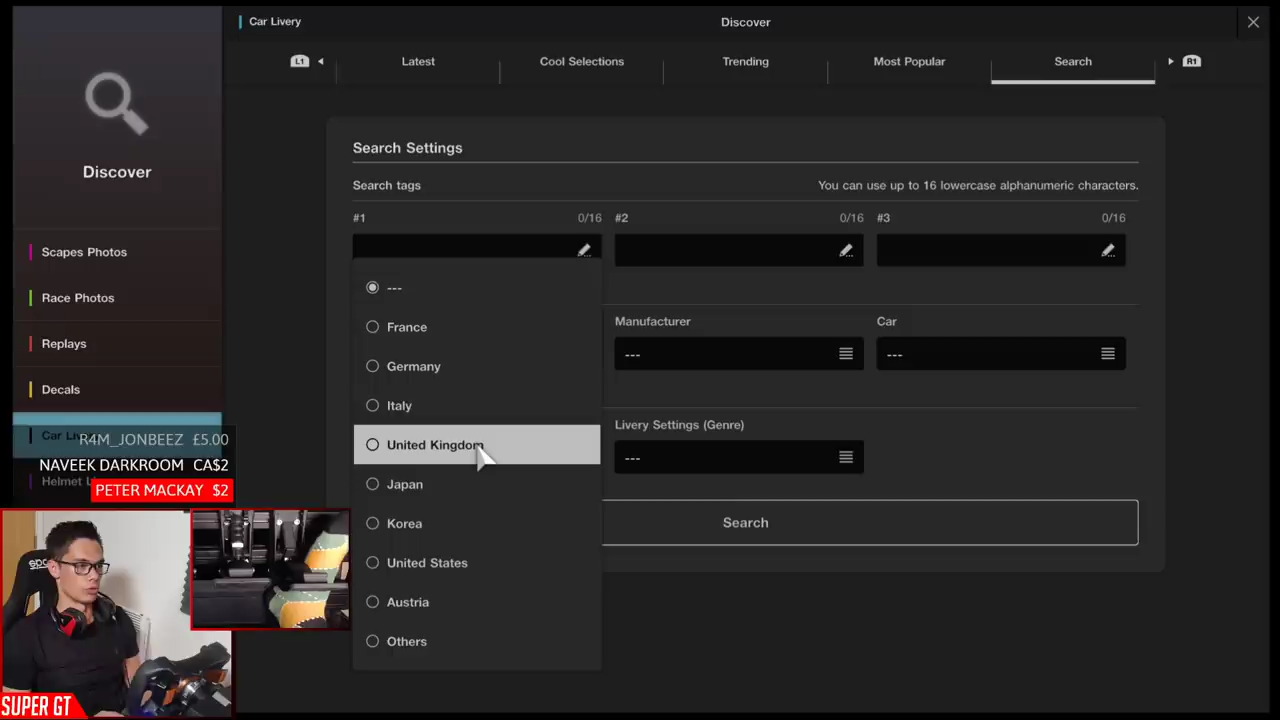 Car Livery
Discover
L1
Latest
Cool Selections
Trending
Most Popular
Search
R1
Discover
Scapes Photos
Race Photos
Replays
Decals
Car
Helmet
Search Settings
Search tags
You can use up to 16 lowercase alphanumeric characters.
#1
0/16
#2
0/16
#3
0/16
---
France
Germany
Italy
United Kingdom
Japan
Korea
United States
Austria
Others
Manufacturer
---
Car
---
Livery Settings (Genre)
---
Search
R4M_JONBEEZ £5.00
NAVEEK DARKROOM CA$2
PETER MACKAY $2
SUPER GT